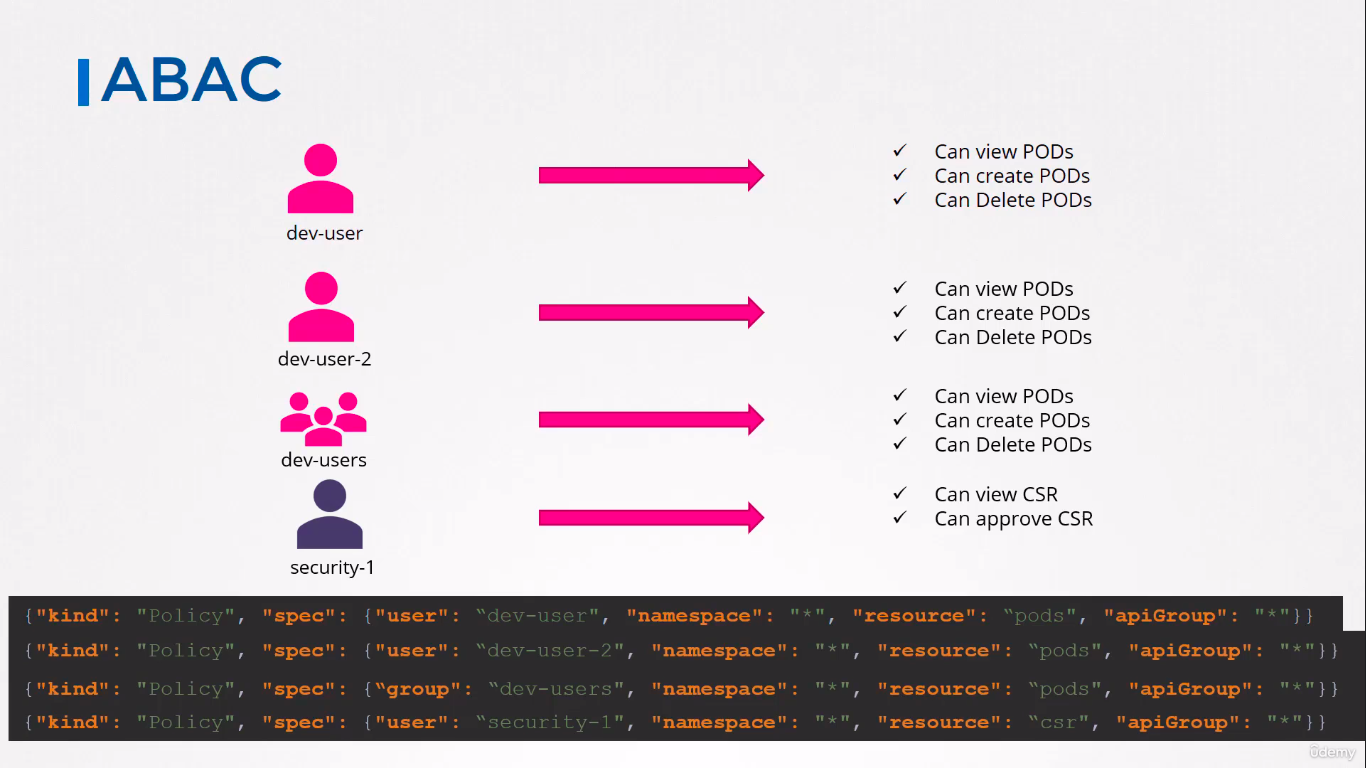 ABAC
✓ Can view PODs
✓ Can create PODs
✓ Can Delete PODs
dev-user
✓ Can view PODs
✓ Can create PODs
✓ Can Delete PODs
dev-user-2
✓ Can view PODs
✓ Can create PODs
✓ Can Delete PODs
dev-users
✓ Can view CSR
✓ Can approve CSR
security-1
{"kind": "Policy", "spec": {"user": “dev-user", "namespace": "*", "resource": “pods", "apiGroup": "*"}}
{"kind": "Policy", "spec": {"user": “dev-user-2", "namespace": "*", "resource": “pods", "apiGroup": "*"}}
{"kind": "Policy", "spec": {“group": “dev-users", "namespace": "*", "resource": “pods", "apiGroup": "*"}}
{"kind": "Policy", "spec": {"user": “security-1", "namespace": "*", "resource": “csr", "apiGroup": "*"}}
ûdemy